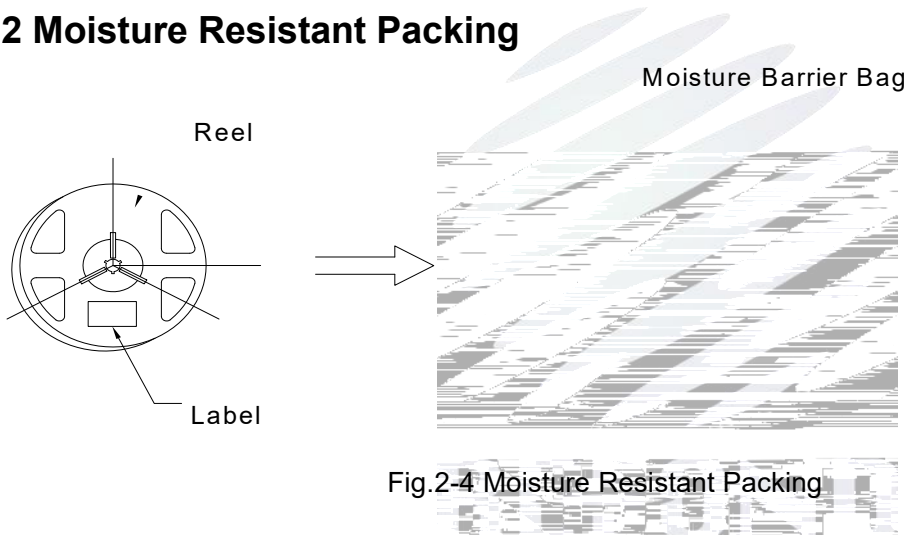 2 Moisture Resistant Packing
Moisture Barrier Bag
Reel
Label
Fig.2-4 Moisture Resistant Packing